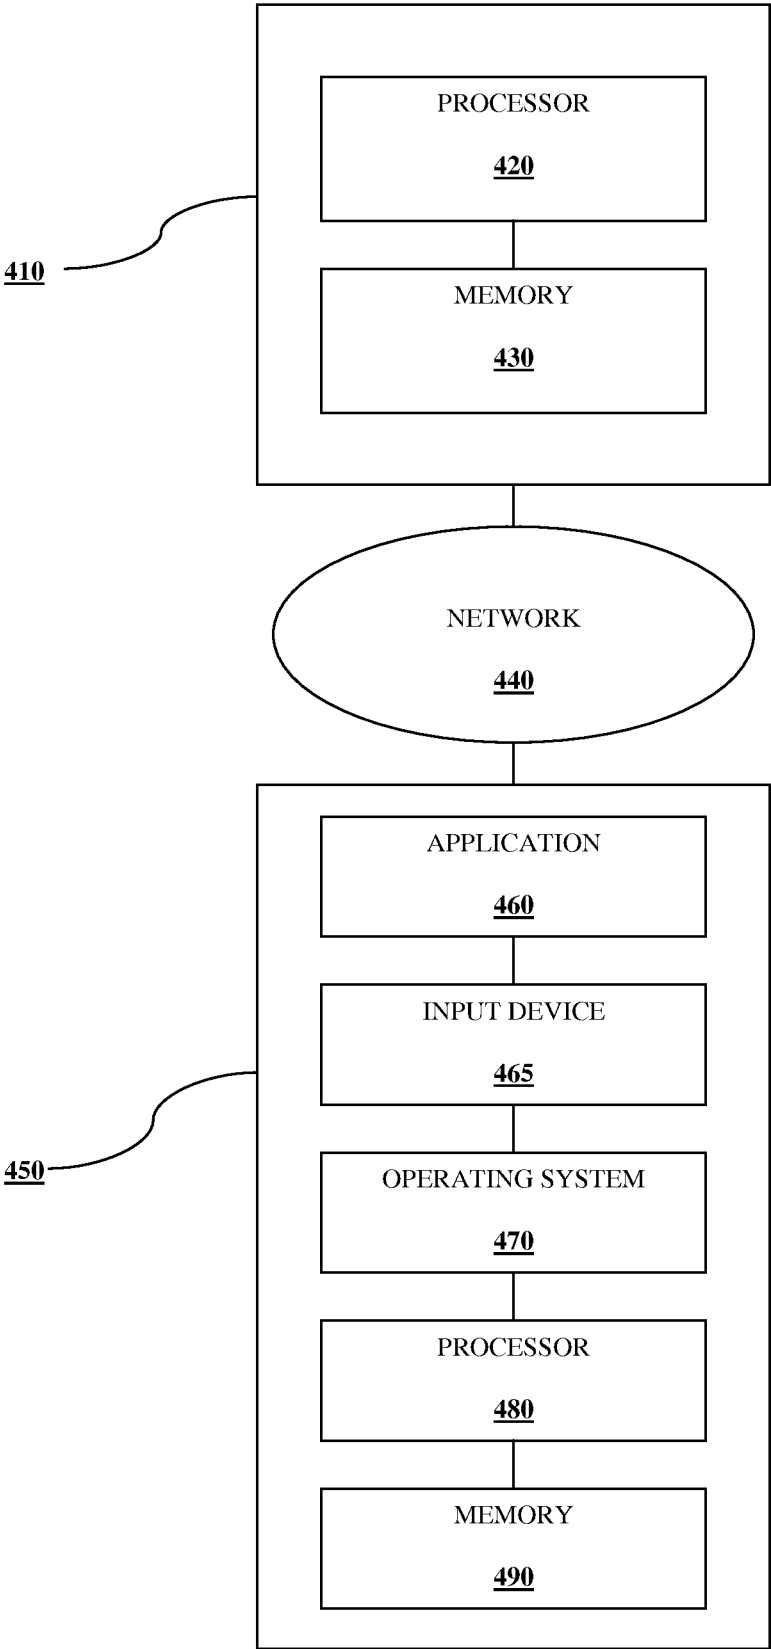 PROCESSOR
420
410
MEMORY
430
NETWORK
440
APPLICATION
460
INPUT DEVICE
465
450
OPERATING SYSTEM
470
PROCESSOR
480
MEMORY
490